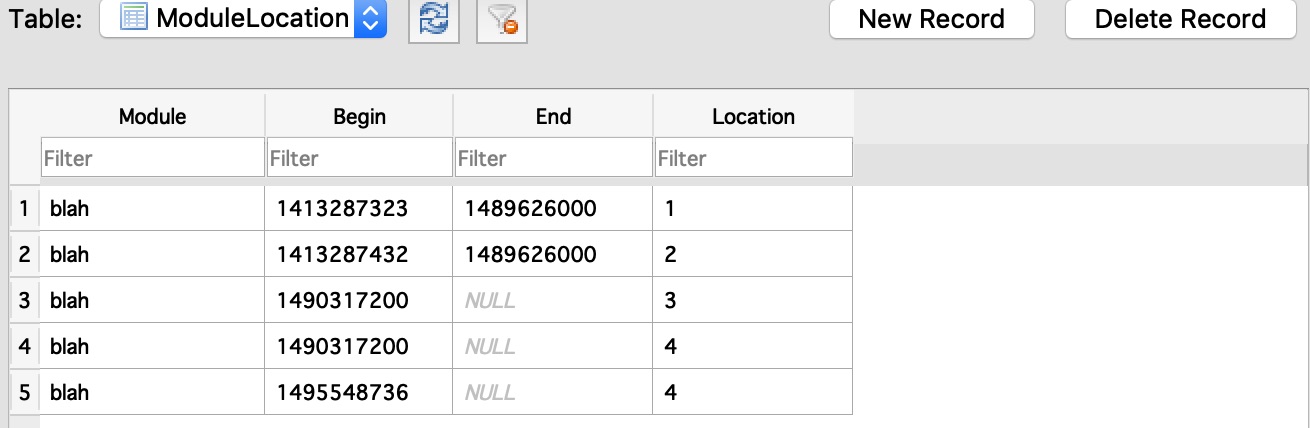 Table: ModuleLocation New Record Delete Record
Module Begin End Location
Filter Filter Filter Filter
1 blah 1413287323 1489626000 1
2 blah 1413287432 1489626000 2
3 blah 1490317200 NULL 3
4 blah 1490317200 NULL 4
5 blah 1495548736 NULL 4